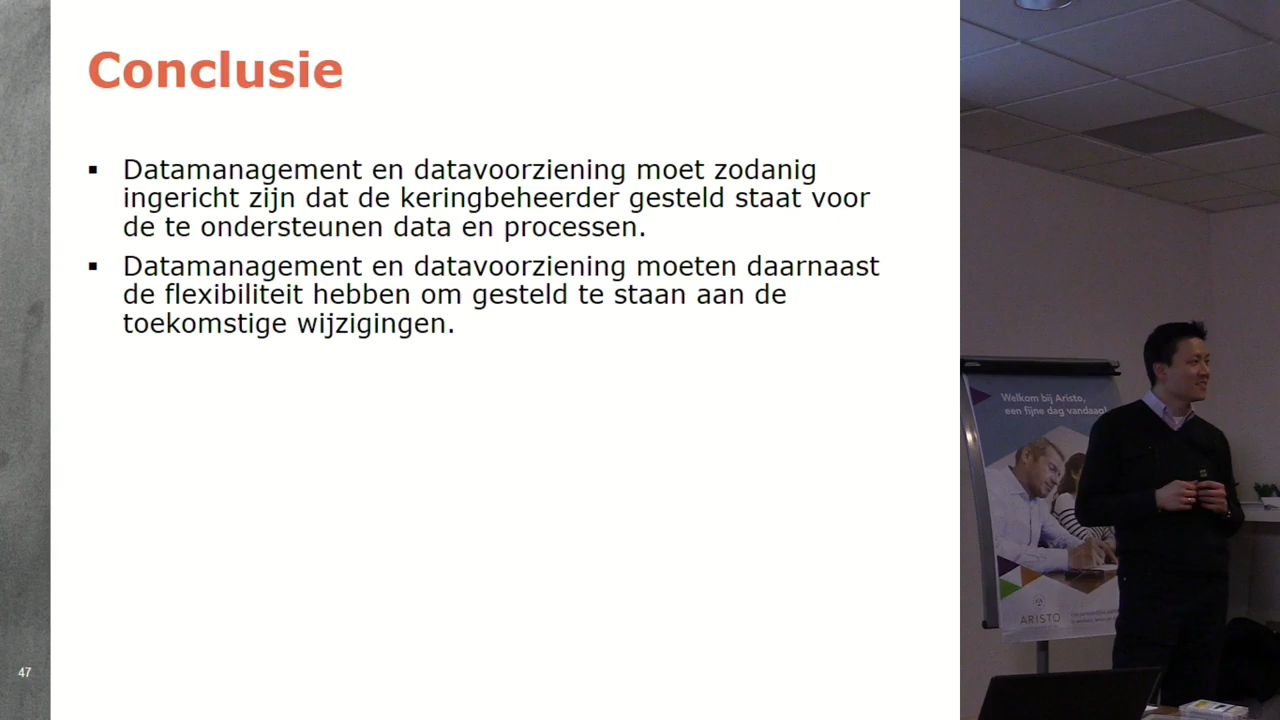 Conclusie
▪ Datamanagement en datavoorziening moet zodanig
ingericht zijn dat de keringbeheerder gesteld staat voor
de te ondersteunen data en processen.
▪ Datamanagement en datavoorziening moeten daarnaast
de flexibiliteit hebben om gesteld te staan aan de
toekomstige wijzigingen.
47
Welkom bij Aristo,
een fijne dag vandaag!
ARISTO